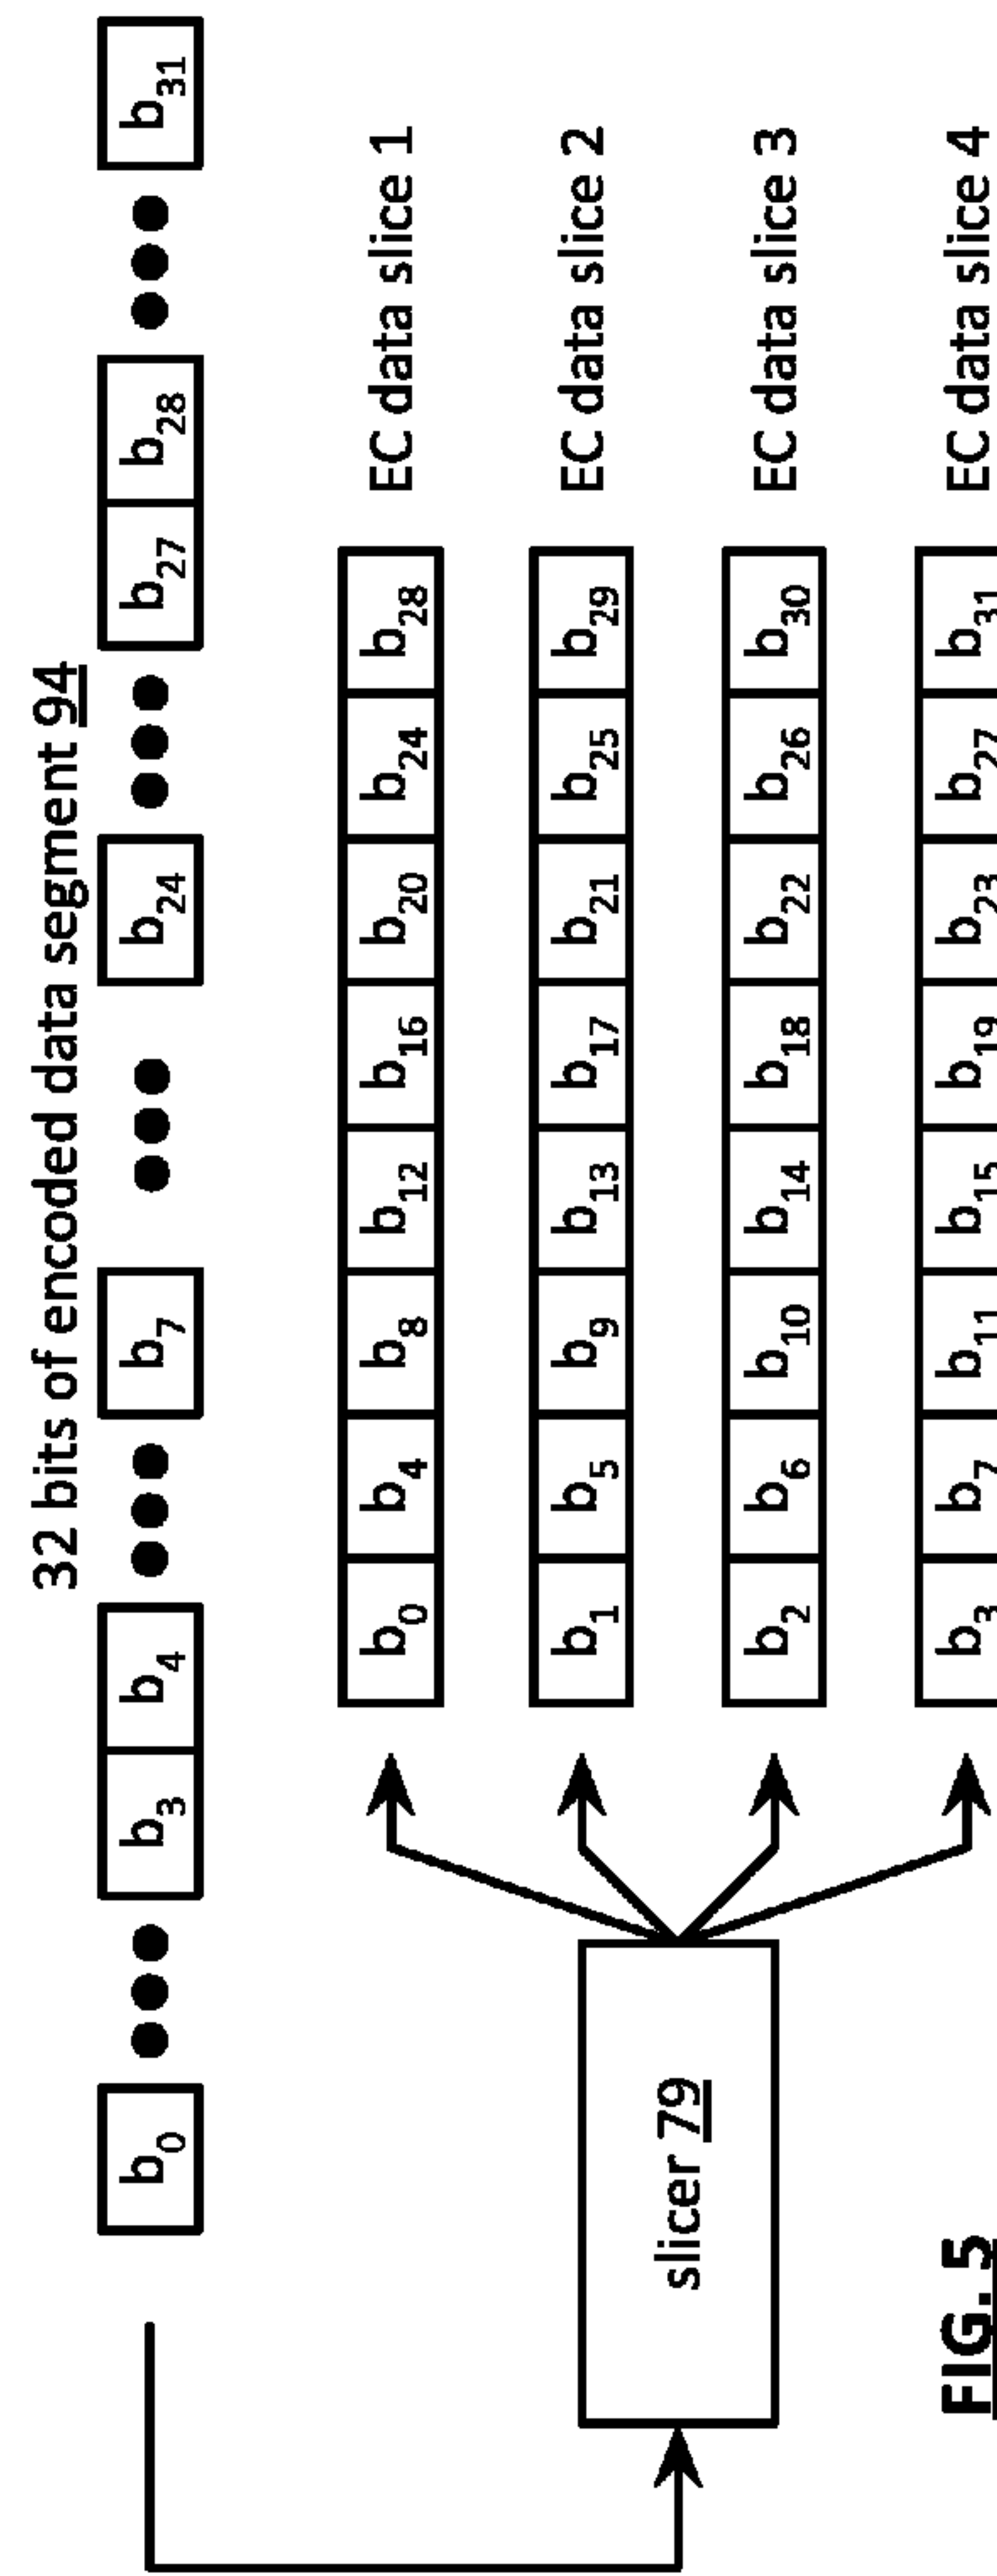 32 bits of encoded data segment 94
b0 ••• b3 b4 ••• b7 ••• b24 ••• b27 b28 ••• b31
b0 b4 b8 b12 b16 b20 b24 b28 EC data slice 1
b1 b5 b9 b13 b17 b21 b25 b29 EC data slice 2
slicer 79
b2 b6 b10 b14 b18 b22 b26 b30 EC data slice 3
b3 b7 b11 b15 b19 b23 b27 b31 EC data slice 4
FIG. 5